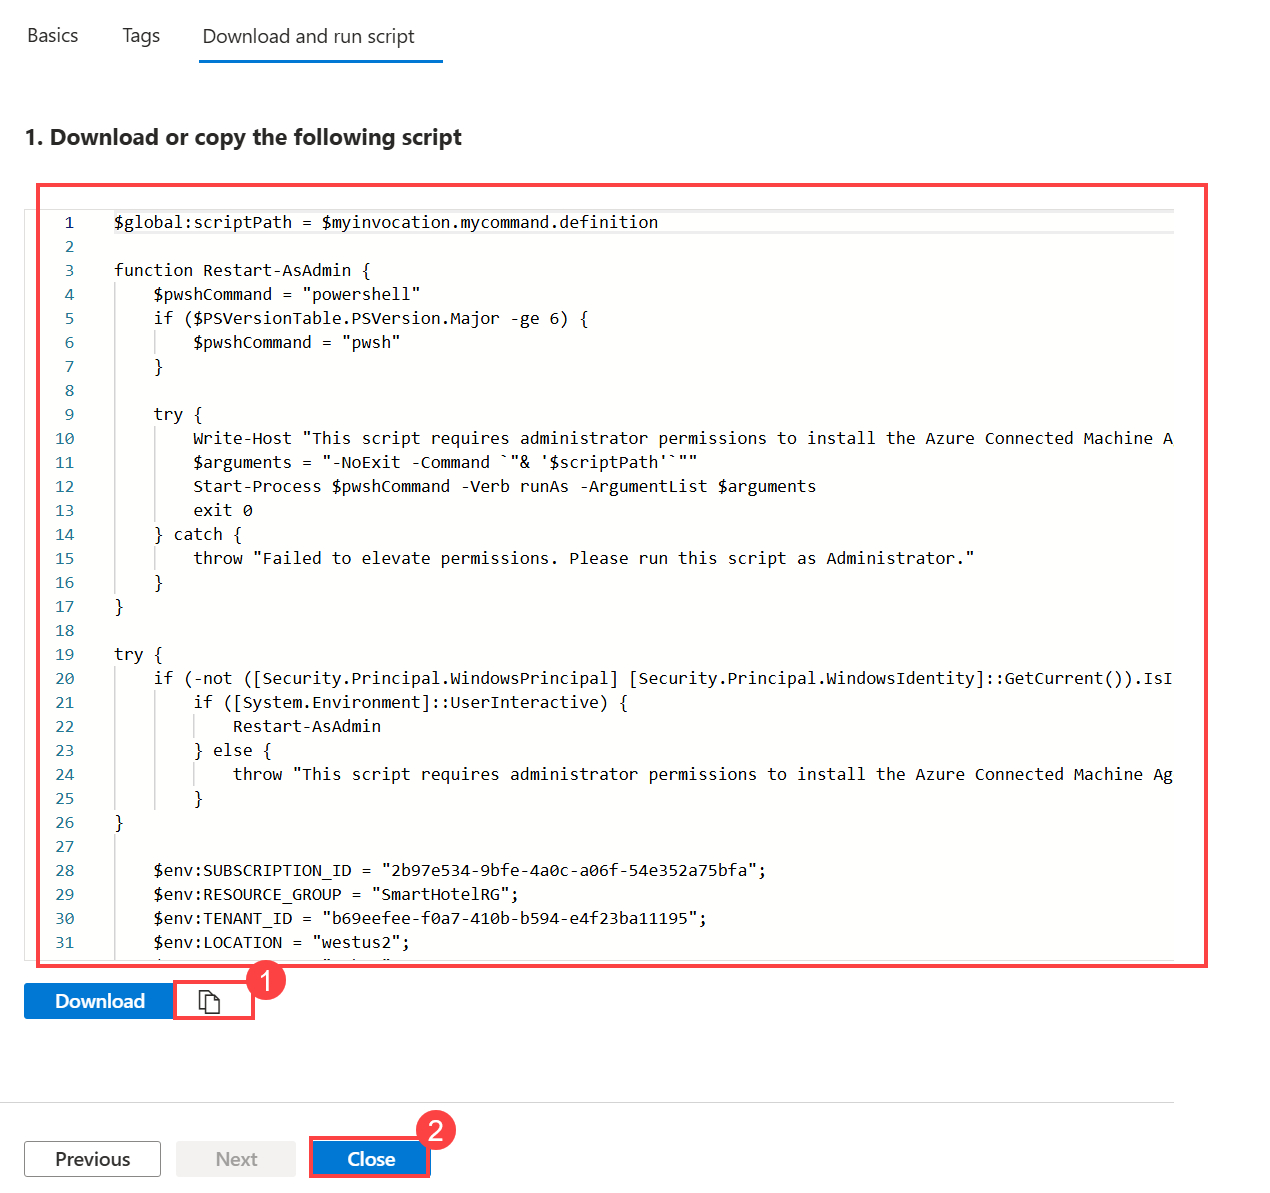 Basics Tags Download and run script
1. Download or copy the following script
1 $global:scriptPath = $myinvocation.mycommand.definition
2
3 function Restart-AsAdmin {
4 $pwshCommand = "powershell"
5 if ($PSVersionTable.PSVersion.Major -ge 6) {
6 $pwshCommand = "pwsh"
7 }
8
9 try {
10 Write-Host "This script requires administrator permissions to install the Azure Connected Machine A
11 $arguments = "-NoExit -Command `"& '$scriptPath'`""
12 Start-Process $pwshCommand -Verb runAs -ArgumentList $arguments
13 exit 0
14 } catch {
15 throw "Failed to elevate permissions. Please run this script as Administrator."
16 }
17 }
18
19 try {
20 if (-not ([Security.Principal.WindowsPrincipal] [Security.Principal.WindowsIdentity]::GetCurrent()).IsI
21 if ([System.Environment]::UserInteractive) {
22 Restart-AsAdmin
23 } else {
24 throw "This script requires administrator permissions to install the Azure Connected Machine Ag
25 }
26 }
27
28 $env:SUBSCRIPTION_ID = "2b97e534-9bfe-4a0c-a06f-54e352a75bfa";
29 $env:RESOURCE_GROUP = "SmartHotelRG";
30 $env:TENANT_ID = "b69eefee-f0a7-410b-b594-e4f23ba11195";
31 $env:LOCATION = "westus2";
1
Download
2
Previous Next Close